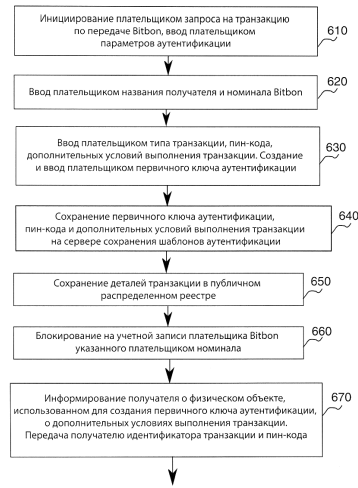 Инициирование плательщиком запроса на транзакцию
по передаче Bitbon, ввод плательщиком
параметров аутентификации
610
Ввод плательщиком названия получателя и номинала Bitbon
620
Ввод плательщиком типа транзакции, пин-кода,
дополнительных условий выполнения транзакции. Создание
и ввод плательщиком первичного ключа аутентификации
630
Сохранение первичного ключа аутентификации,
пин-кода и дополнительных условий выполнения транзакции
на сервере сохранения шаблонов аутентификации
640
Сохранение деталей транзакции в публичном
распределенном реестре
650
Блокирование на учетной записи плательщика Bitbon
указанного плательщиком номинала
660
Информирование получателя о физическом объекте,
использованном для создания первичного ключа аутентификации,
о дополнительных условиях выполнения транзакции.
Передача получателю идентификатора транзакции и пин-кода
670